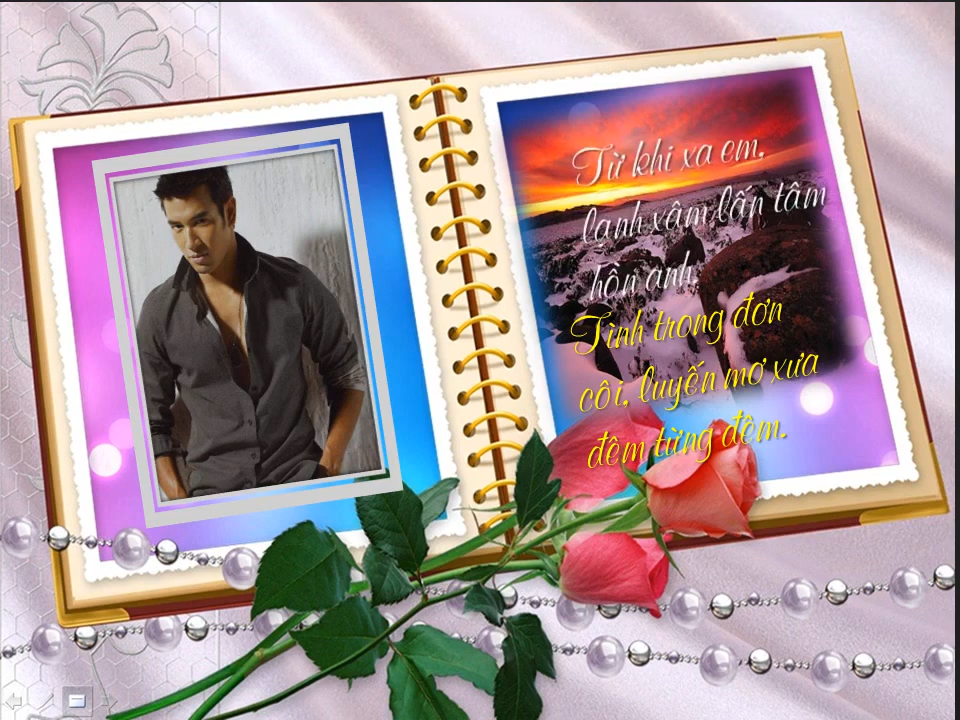 Từ khi xa em,
lạnh xâm lấn tâm
hồn anh.
Tình trong đơn
côi, luyến mơ xưa
đêm từng đêm.